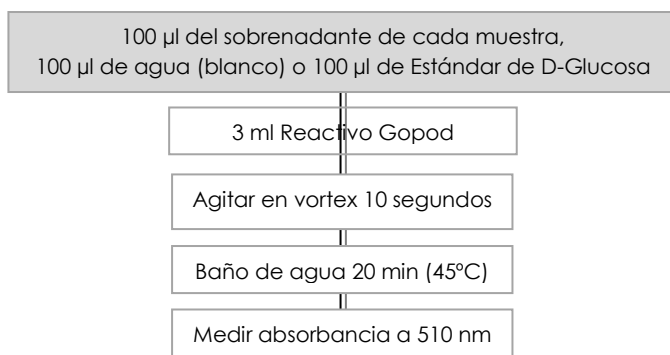 100 µl del sobrenadante de cada muestra,
100 µl de agua (blanco) o 100 µl de Estándar de D-Glucosa
3 ml Reactivo Gopod
Agitar en vortex 10 segundos
Baño de agua 20 min (45ºC)
Medir absorbancia a 510 nm